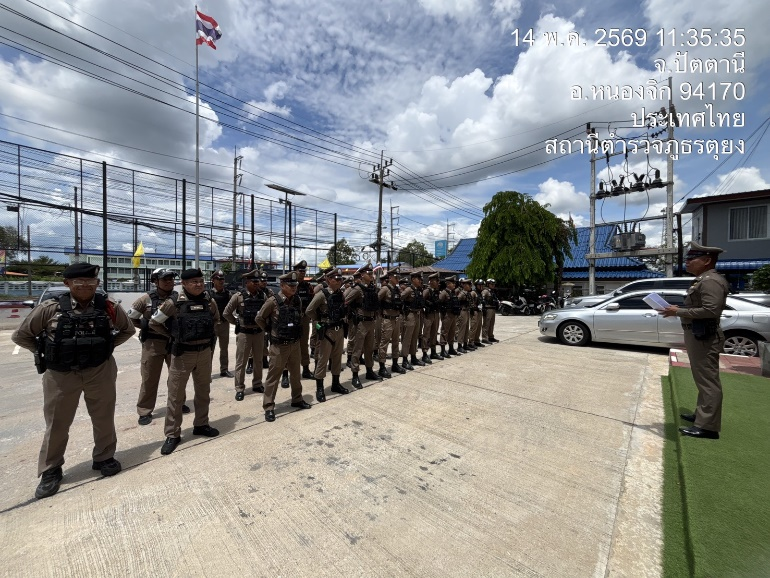 14 พ.ค. 2569 11:35:35
จ.ปัตตานี
อ.หนองจิก 94170
ประเทศไทย
สถานีตำรวจภูธรตุยง